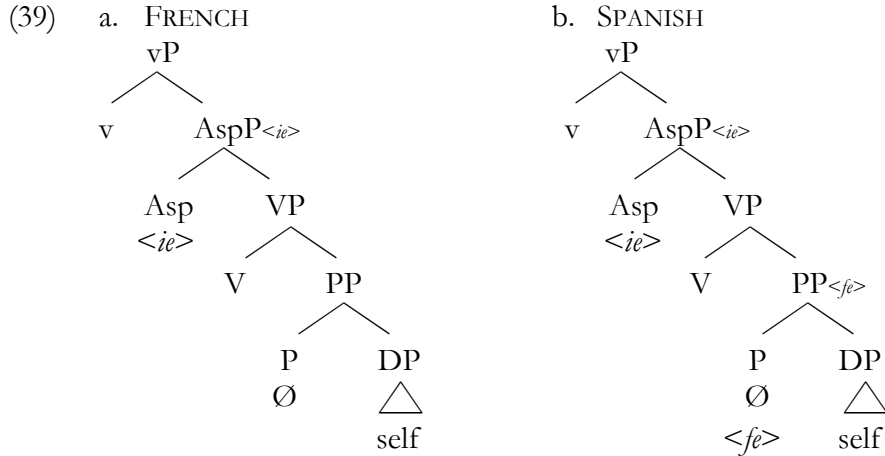 (39) a. FRENCH b. SPANISH
vP vP
v AspP<ie> v AspP<ie>
Asp VP Asp VP
<ie> <ie>
V PP V PP<fe>
P DP P DP
Ø Ø
self <fe> self